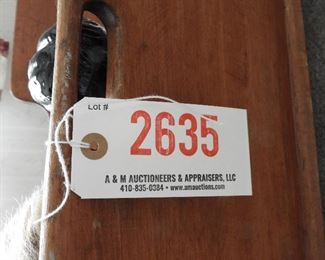 Lot #
2635
A & M AUCTIONEERS & APPRAISERS, LLC
410-835-0384 • www.amauctions.com